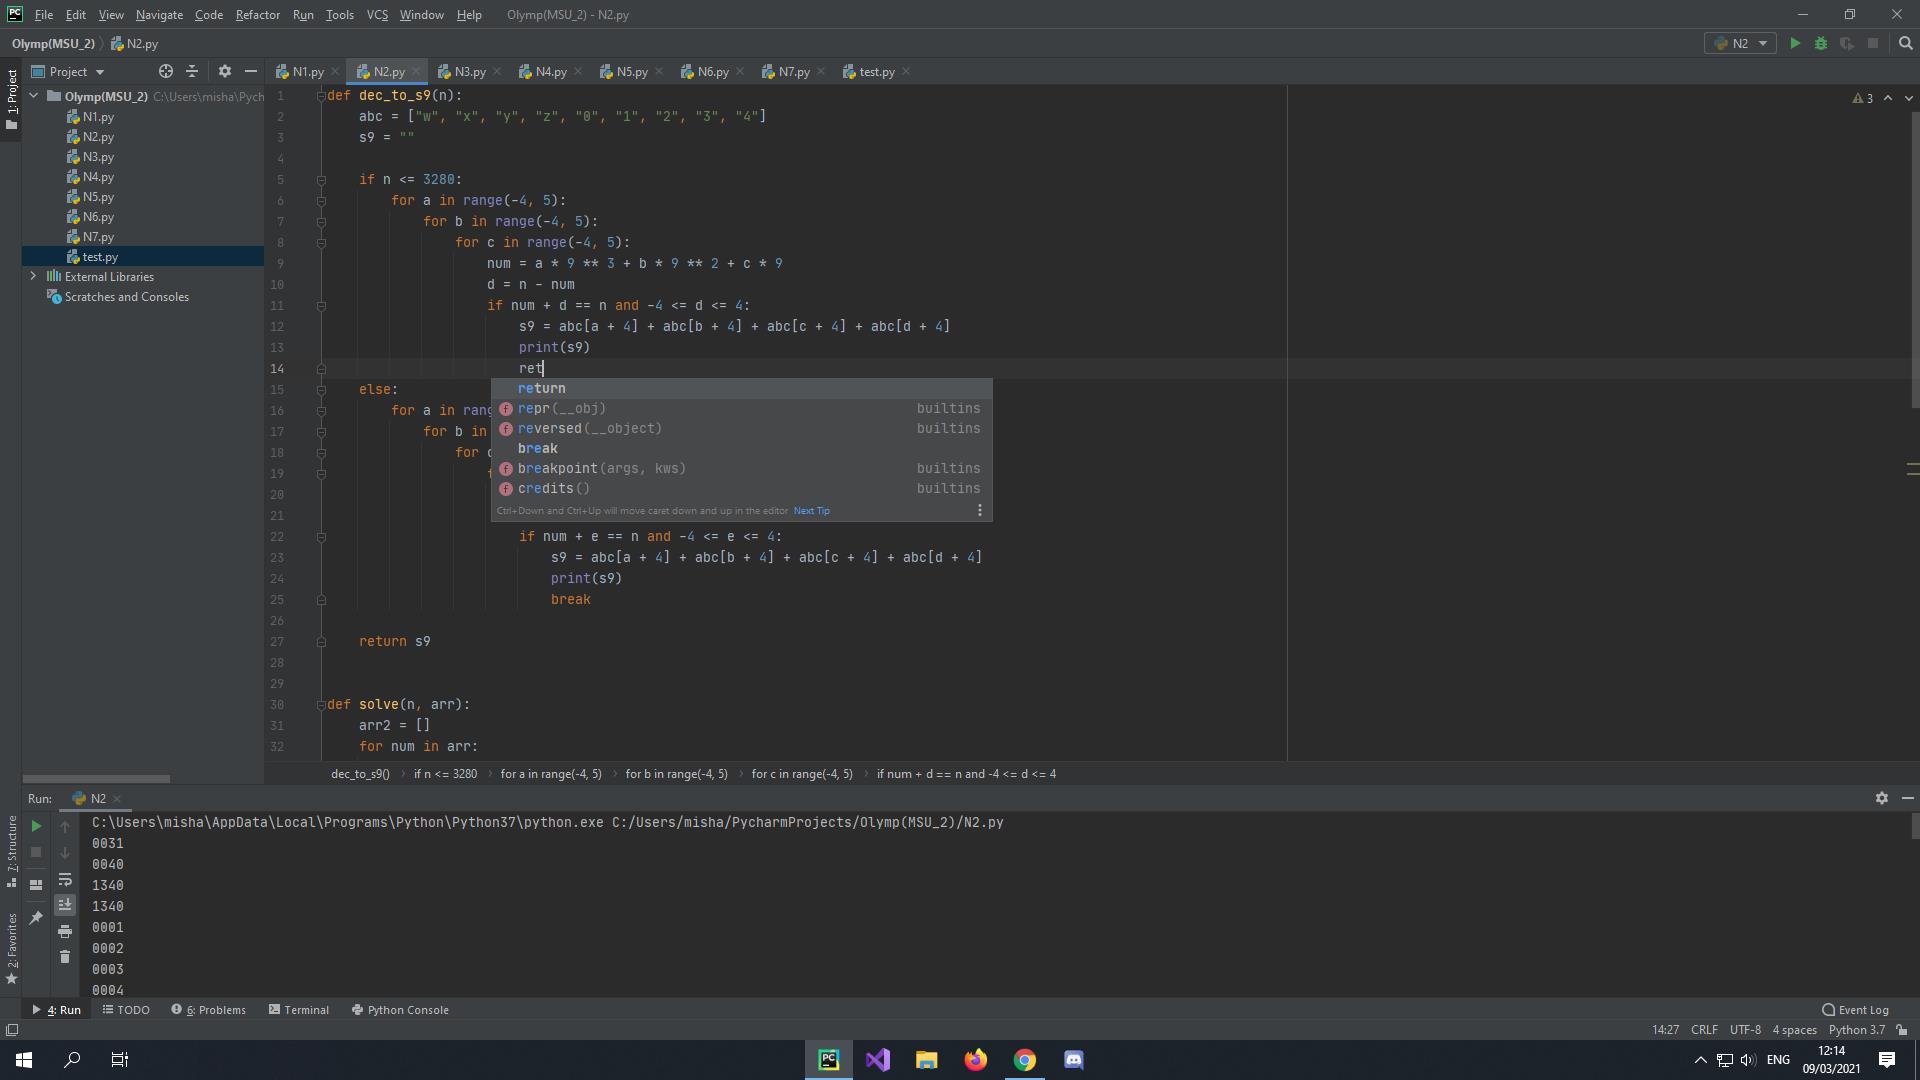 PC File Edit View Navigate Code Refactor Run Tools VCS Window Help Olymp(MSU_2) - N2.py
Olymp(MSU_2) N2.py N2
1: Project
Project
N1.py N2.py N3.py N4.py N5.py N6.py N7.py test.py
Olymp(MSU_2) C:\Users\misha\Pych
N1.py
N2.py
N3.py
N4.py
N5.py
N6.py
N7.py
test.py
External Libraries
Scratches and Consoles
3
1 def dec_to_s9(n):
2 abc = ["w", "x", "y", "z", "0", "1", "2", "3", "4"]
3 s9 = ""
4
5 if n <= 3280:
6 for a in range(-4, 5):
7 for b in range(-4, 5):
8 for c in range(-4, 5):
9 num = a * 9 ** 3 + b * 9 ** 2 + c * 9
10 d = n - num
11 if num + d == n and -4 <= d <= 4:
12 s9 = abc[a + 4] + abc[b + 4] + abc[c + 4] + abc[d + 4]
13 print(s9)
14 ret
15 else:
16 for a in rang
17 for b in
18 for c
19
20
21
return
repr(__obj) builtins
reversed(__object) builtins
break
breakpoint(args, kws) builtins
credits() builtins
Ctrl+Down and Ctrl+Up will move caret down and up in the editor Next Tip
22 if num + e == n and -4 <= e <= 4:
23 s9 = abc[a + 4] + abc[b + 4] + abc[c + 4] + abc[d + 4]
24 print(s9)
25 break
26
27 return s9
28
29
30 def solve(n, arr):
31 arr2 = []
32 for num in arr:
dec_to_s9() if n <= 3280 for a in range(-4, 5) for b in range(-4, 5) for c in range(-4, 5) if num + d == n and -4 <= d <= 4
Run: N2
C:\Users\misha\AppData\Local\Programs\Python\Python37\python.exe C:/Users/misha/PycharmProjects/Olymp(MSU_2)/N2.py
0031
0040
1340
1340
0001
0002
0003
0004
7: Structure
2: Favorites
4: Run TODO 6: Problems Terminal Python Console Event Log
14:27 CRLF UTF-8 4 spaces Python 3.7
PC ENG 12:14
09/03/2021